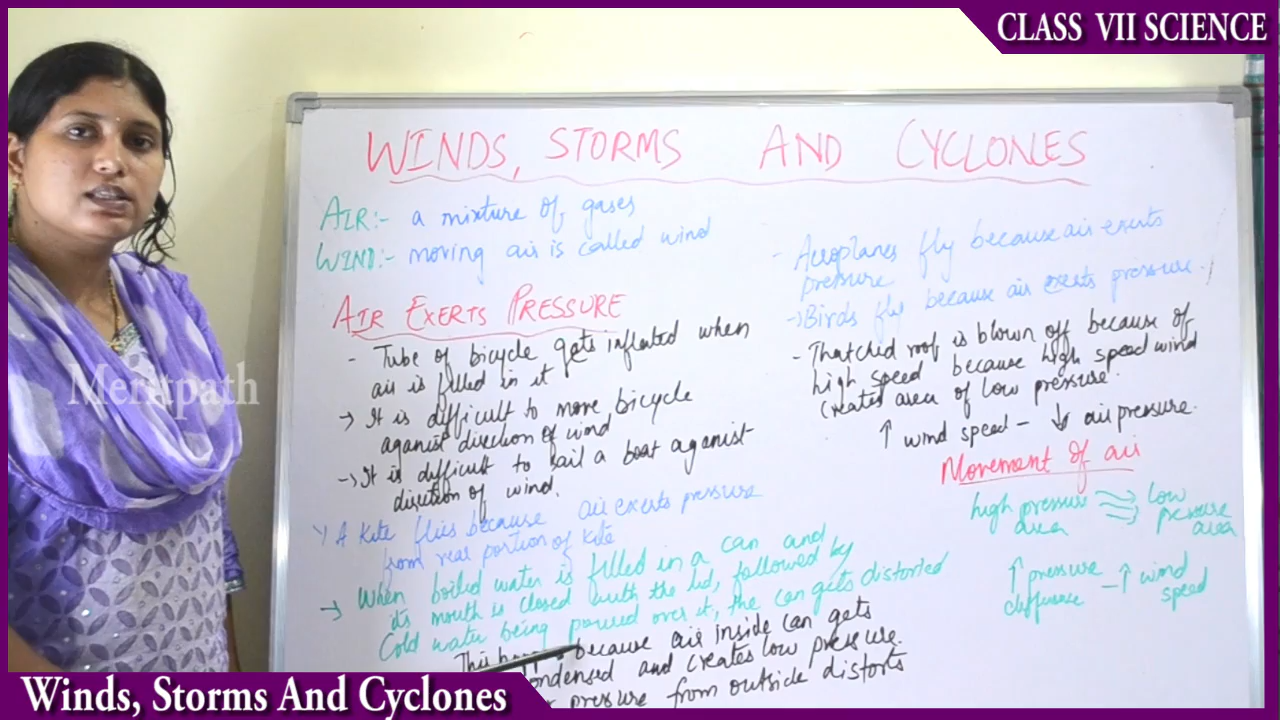 CLASS VII SCIENCE
WINDS, STORMS AND CYCLONES
AIR:- a mixture of gases
WIND:- moving air is called wind
AIR EXERTS PRESSURE
- Tube of bicycle gets inflated when
air is filled in it
→ It is difficult to move bicycle
against direction of wind
→ It is difficult to sail a boat aganist
direction of wind.
A kite flies because air exerts pressure
from rear portion of kite
→ When boiled water is filled in a can and
its mouth is closed with the lid, followed by
Cold water being poured over it, the can gets distorted
This because air inside can gets
condensed and creates low pressure.
pressure from outside distorts
- Aeroplanes fly because air exerts
pressure
→ Birds fly because air exerts pressure.
- Thatched roof is blown off because of
high speed because high speed wind
creates area of low pressure.
↑ wind speed - ↓ air pressure.
Movement of air
high pressure area → low pressure area
↑ pressure difference - ↑ wind speed
Meritpath
Winds, Storms And Cyclones